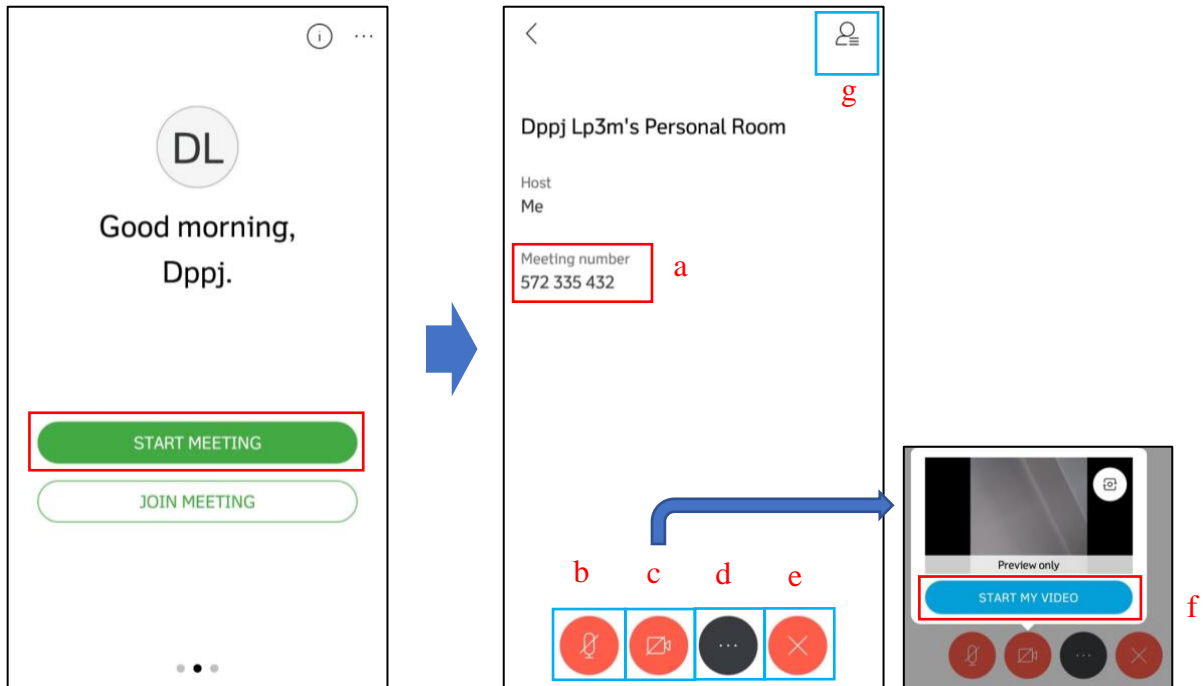 DL
Good morning,
Dppj.
START MEETING
JOIN MEETING
g
Dppj Lp3m's Personal Room
Host
Me
Meeting number
572 335 432
a
b c d e
Preview only
START MY VIDEO
f